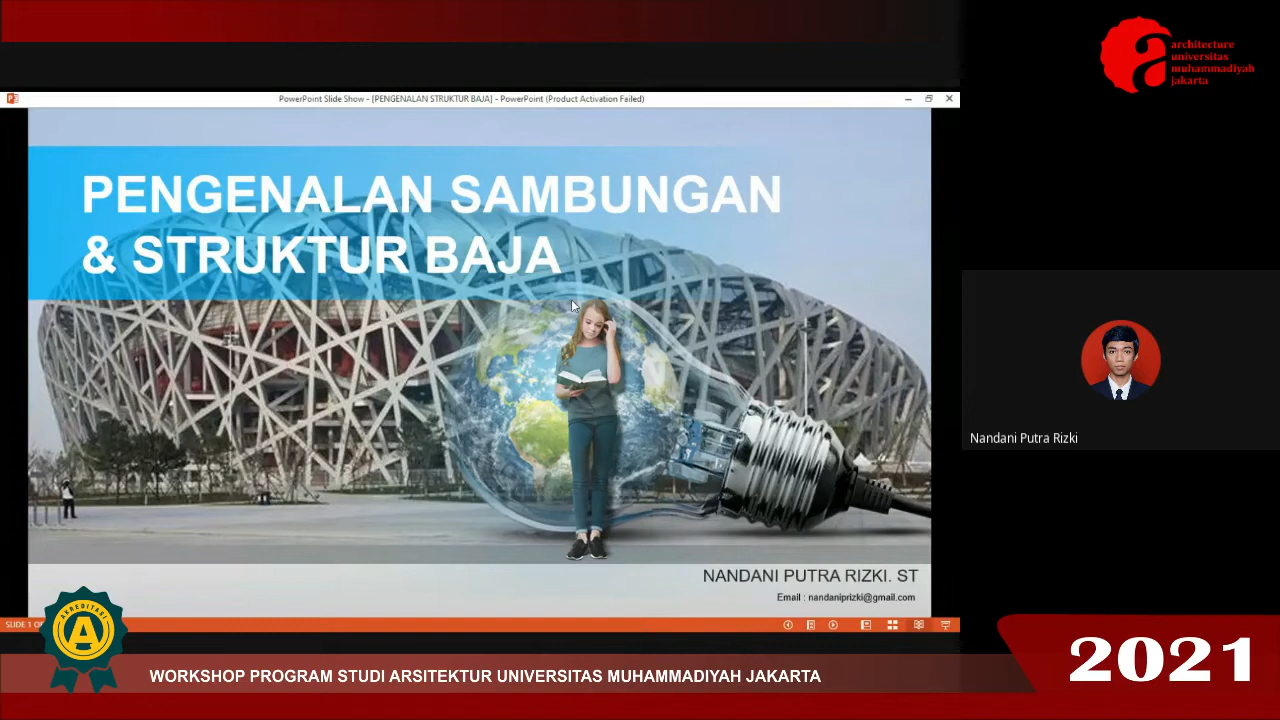 architecture
universitas
muhammadiyah
jakarta
PowerPoint Slide Show - [PENGENALAN STRUKTUR BAJA] - PowerPoint (Product Activation Failed)
PENGENALAN SAMBUNGAN
& STRUKTUR BAJA
Nandani Putra Rizki
NANDANI PUTRA RIZKI. ST
Email : nandaniprizki@gmail.com
SLIDE 1 O
AKREDITASI
A
WORKSHOP PROGRAM STUDI ARSITEKTUR UNIVERSITAS MUHAMMADIYAH JAKARTA
2021